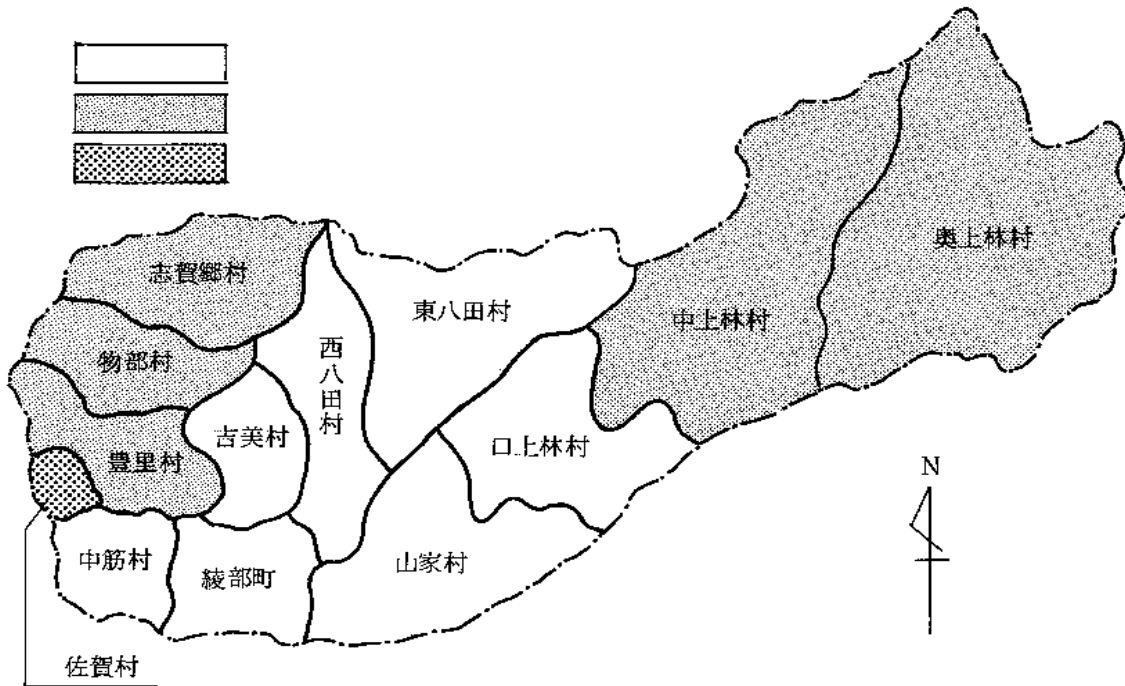 奥上林村
志賀郷村
中上林村
東八田村
物部村
西八田村
吉美村
口上林村
豊里村
N
中筋村
綾部町
山家村
佐賀村